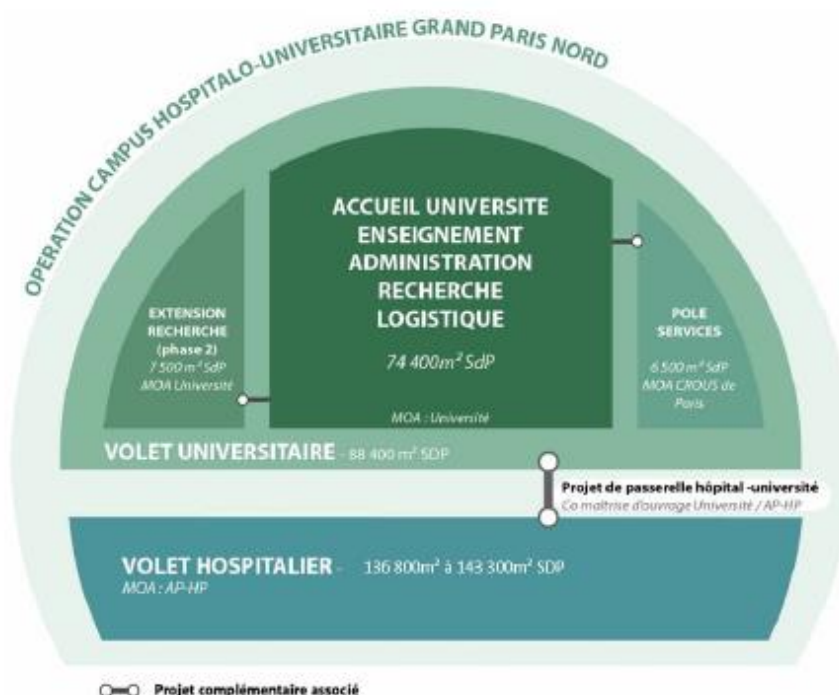 OPERATION CAMPUS HOSPITALO-UNIVERSITAIRE GRAND PARIS NORD
ACCUEIL UNIVERSITE
ENSEIGNEMENT
ADMINISTRATION
RECHERCHE
LOGISTIQUE
74 400m² SdP
MOA : Université
EXTENSION
RECHERCHE
(phase 2)
7 500 m² SdP
MOA Université
POLE
SERVICES
6 500 m² SdP
MOA CROUS de
Paris
VOLET UNIVERSITAIRE - 88 400 m² SDP
Projet de passerelle hôpital -université
Co maîtrise d'ouvrage Université / AP-HP
VOLET HOSPITALIER - 136 800m² à 143 300m² SDP
MOA : AP-HP
Projet complémentaire associé